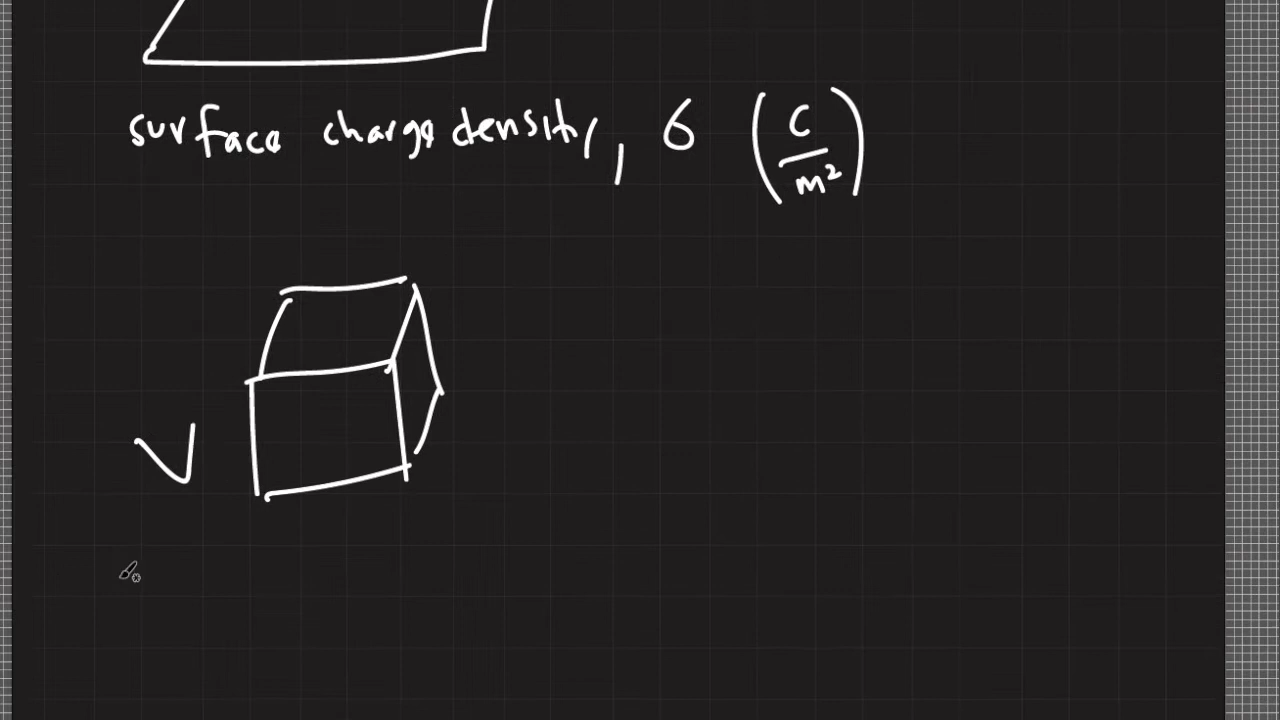 surface charge density, σ (C/m²)
V